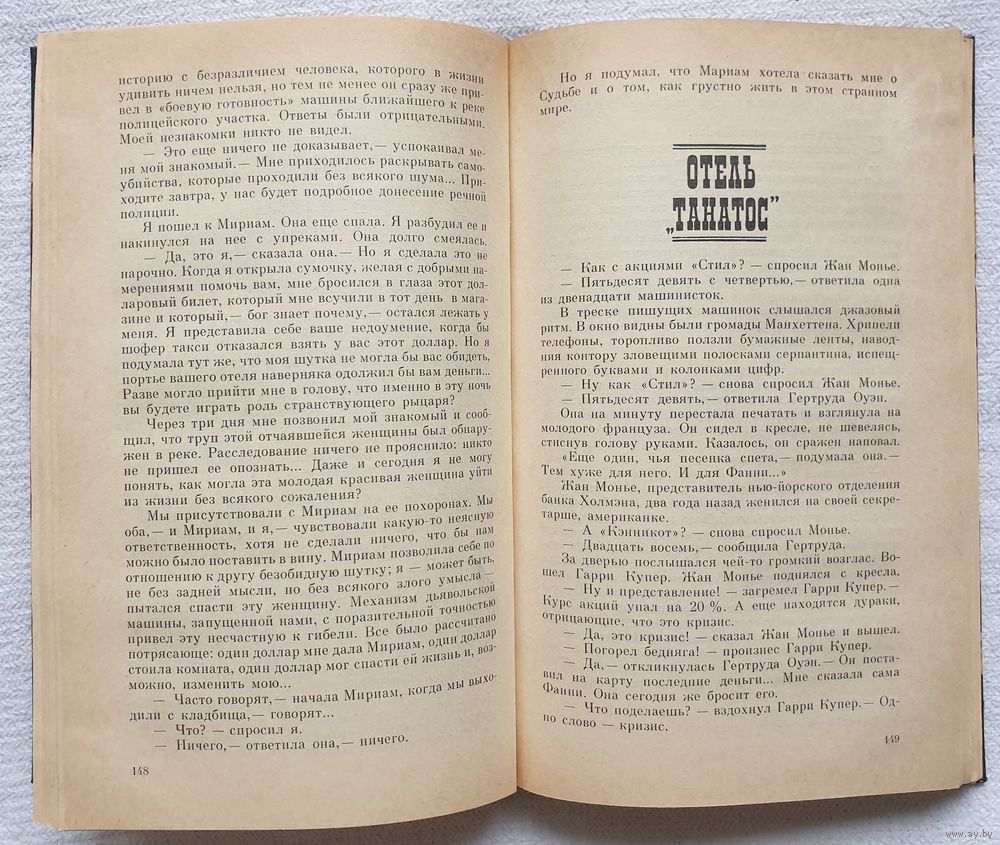 историю с безразличием человека, которого в жизни
удивить ничем нельзя, но тем не менее он сразу же при-
вел в «боевую готовность» машины ближайшего к реке
полицейского участка. Ответы были отрицательными.
Моей незнакомки никто не видел.
— Это еще ничего не доказывает,— успокаивал ме-
ня мой знакомый.— Мне приходилось раскрывать само-
убийства, которые проходили без всякого шума... При-
ходите завтра, у нас будет подробное донесение речной
полиции.
Я пошел к Мириам. Она еще спала. Я разбудил ее и
накинулся на нее с упреками. Она долго смеялась.
— Да, это я,— сказала она.— Но я сделала это не
нарочно. Когда я открыла сумочку, желая с добрыми на-
мерениями помочь вам, мне бросился в глаза этот дол-
ларовый билет, который мне всучили в тот день в мага-
зине и который,— бог знает почему,— остался лежать у
меня. Я представила себе ваше недоумение, когда бы
шофер такси отказался взять у вас этот доллар. Но я
подумала тут же, что моя шутка не могла бы вас обидеть,
портье вашего отеля наверняка одолжил бы вам деньги...
Разве могло прийти мне в голову, что именно в эту ночь
вы будете играть роль странствующего рыцаря?
Через три дня мне позвонил мой знакомый и сооб-
щил, что труп этой отчаявшейся женщины был обнару-
жен в реке. Расследование ничего не прояснило: никто
не пришел ее опознать... Даже и сегодня я не могу
понять, как могла эта молодая красивая женщина уйти
из жизни без всякого сожаления?
Мы присутствовали с Мириам на ее похоронах. Мы
оба,— и Мириам, и я,— чувствовали какую-то неясную
ответственность, хотя не сделали ничего, что бы нам
можно было поставить в вину. Мириам позволила себе по
отношению к другу безобидную шутку; я — может быть,
не без задней мысли, но без всякого злого умысла —
пытался спасти эту женщину. Механизм дьявольской
машины, запущенной нами, с поразительной точностью
привел эту несчастную к гибели. Все было рассчитано
потрясающе: один доллар мне дала Мириам, один доллар
стоила комната, один доллар мог спасти ей жизнь и, воз-
можно, изменить мою...
— Часто говорят,— начала Мириам, когда мы выхо-
дили с кладбища,— говорят...
— Что? — спросил я.
— Ничего,— ответила она,— ничего.
148
Но я подумал, что Мариам хотела сказать мне о
Судьбе и о том, как грустно жить в этом странном
мире.
ОТЕЛЬ
„ТАНАТОС"
— Как с акциями «Стил»? — спросил Жан Монье.
— Пятьдесят девять с четвертью,— ответила одна
из двенадцати машинисток.
В треске пишущих машинок слышался джазовый
ритм. В окно видны были громады Манхеттена. Хрипели
телефоны, торопливо ползли бумажные ленты, навод-
няя контору зловещими полосками серпантина, испещ-
ренного буквами и колонками цифр.
— Ну как «Стил»? — снова спросил Жан Монье.
— Пятьдесят девять,— ответила Гертруда Оуэн.
Она на минуту перестала печатать и взглянула на
молодого француза. Он сидел в кресле, не шевелясь,
стиснув голову руками. Казалось, он сражен наповал.
«Еще один, чья песенка спета,— подумала она.—
Тем хуже для него. И для Фанни...»
Жан Монье, представитель нью-йорского отделения
банка Холмэна, два года назад женился на своей секре-
тарше, американке.
— А «Кэнникот»? — снова спросил Монье.
— Двадцать восемь,— сообщила Гертруда.
За дверью послышался чей-то громкий возглас. Во-
шел Гарри Купер. Жан Монье поднялся с кресла.
— Ну и представление! — загремел Гарри Купер.—
Курс акций упал на 20 %. А еще находятся дураки,
отрицающие, что это кризис.
— Да, это кризис! — сказал Жан Монье и вышел.
— Погорел бедняга! — произнес Гарри Купер.
— Да,— откликнулась Гертруда Оуэн.— Он поста-
вил на карту последние деньги... Мне сказала сама
Фанни. Она сегодня же бросит его.
— Что поделаешь? — вздохнул Гарри Купер.— Од-
но слово — кризис.
149
www.ay.by